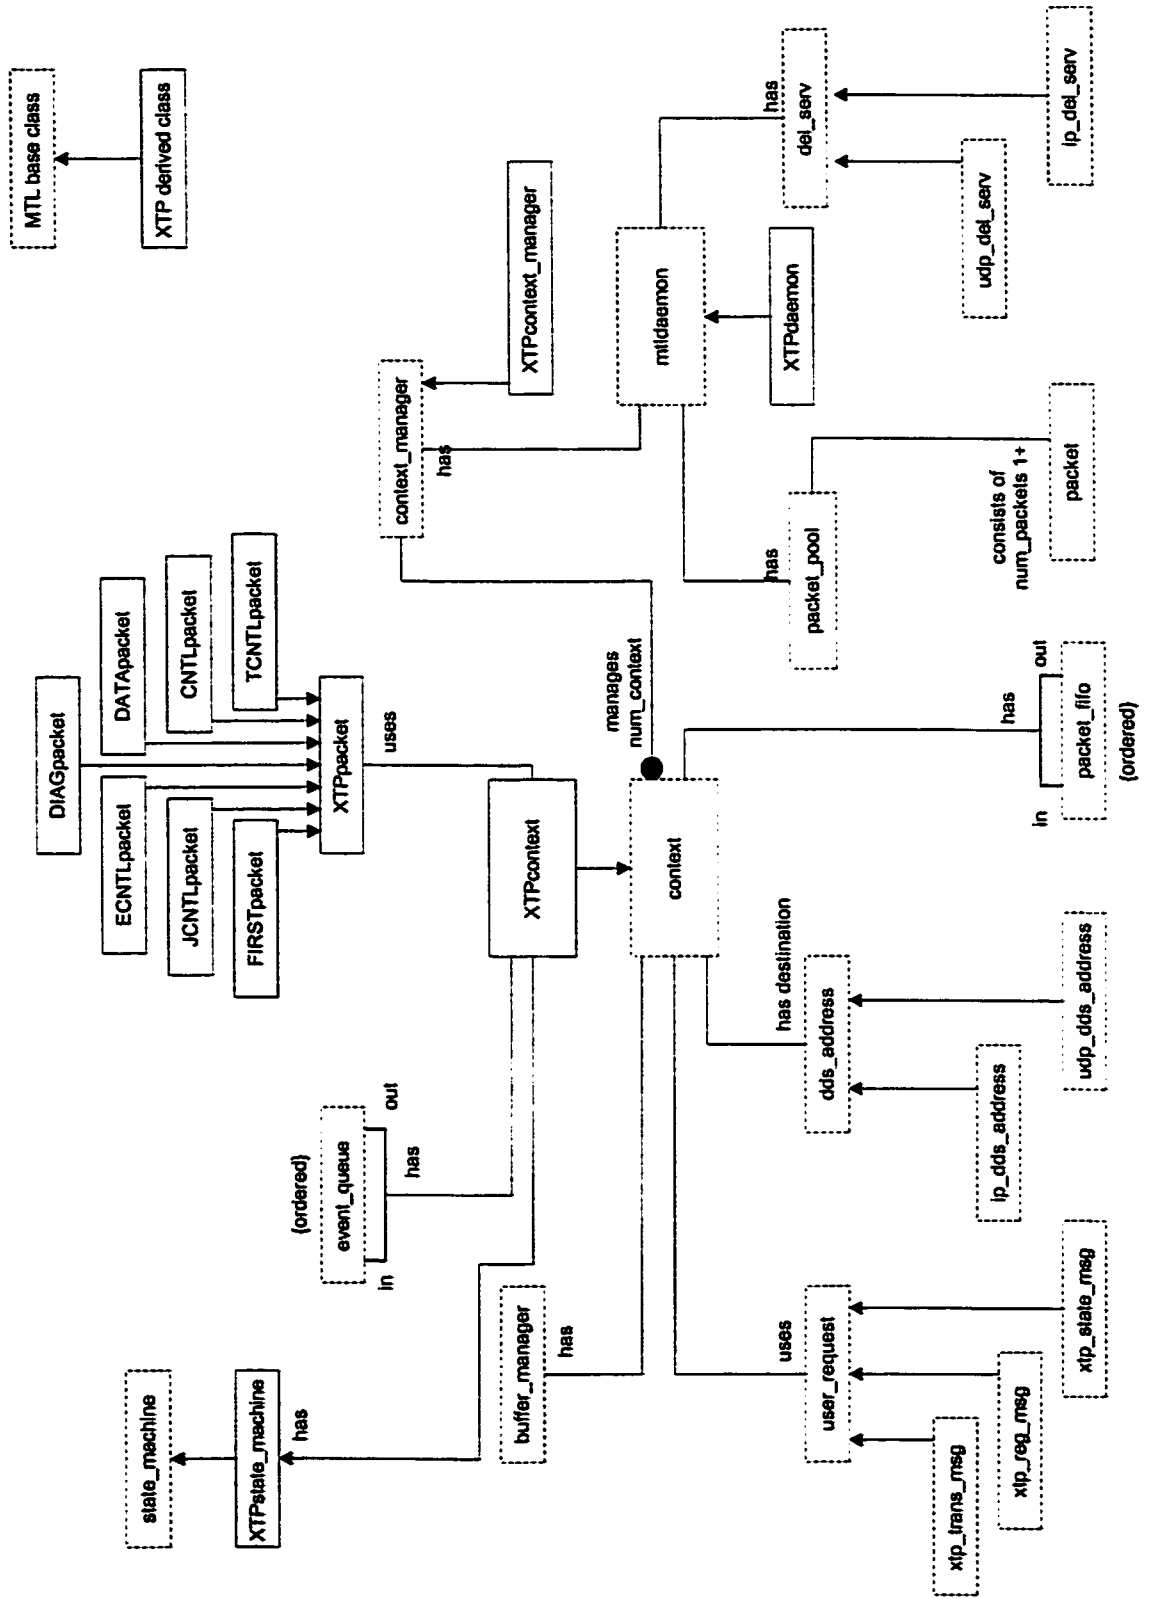 MTL base class
XTP derived class
DIAGpacket
ECNTLpacket
DATApacket
JCNTLpacket
CNTLpacket
FIRSTpacket
TCNTLpacket
XTPpacket
uses
state_machine
XTPstate_machine
has
{ordered}
event_queue
in
out
has
context_manager
has
XTPcontext_manager
buffer_manager
has
XTPcontext
manages
num_context
context
mtldaemon
XTPdaemon
uses
user_request
xtp_trans_msg
xtp_reg_msg
xtp_state_msg
has destination
dds_address
ip_dds_address
udp_dds_address
has
in
out
packet_fifo
{ordered}
has
packet_pool
consists of
num_packets 1+
packet
has
del_serv
udp_del_serv
ip_del_serv